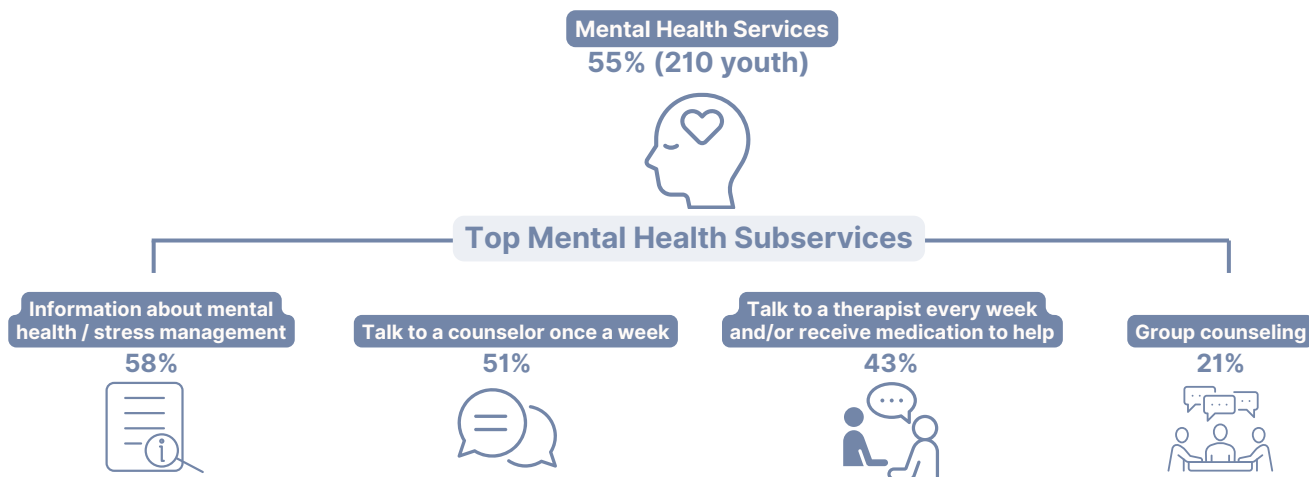 Mental Health Services
55% (210 youth)
Top Mental Health Subservices
Information about mental
health / stress management
58%
Talk to a counselor once a week
51%
Talk to a therapist every week
and/or receive medication to help
43%
Group counseling
21%
i